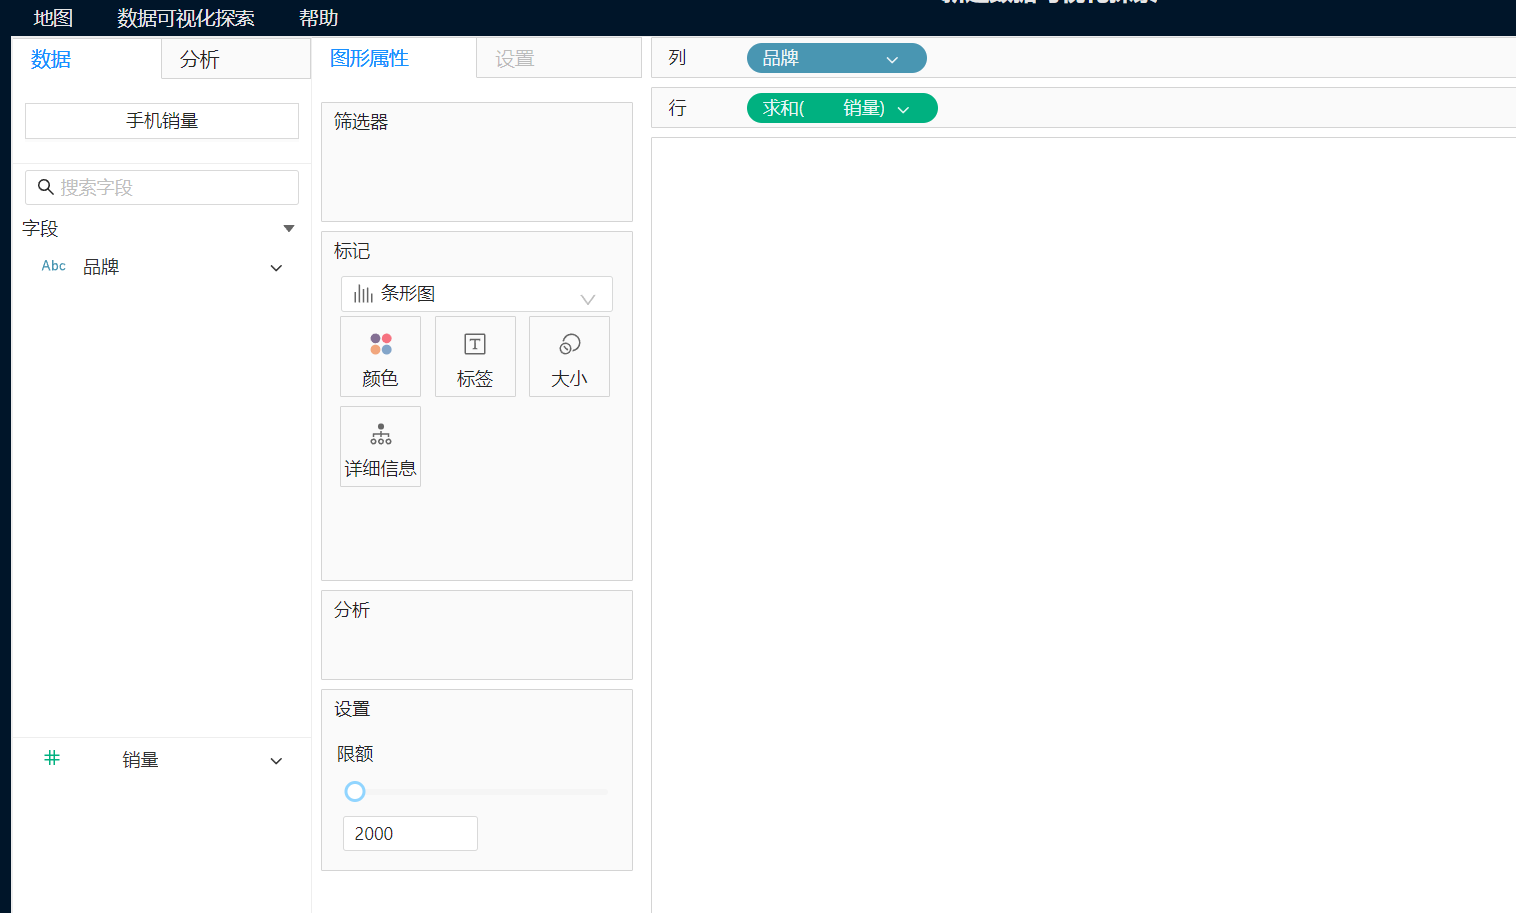 地图 数据可视化探索 帮助
数据 分析
手机销量
搜索字段
字段
Abc 品牌
销量
图形属性 设置
筛选器
标记
条形图
颜色 标签 大小
详细信息
分析
设置
限额
2000
列 品牌
行 求和( 销量)